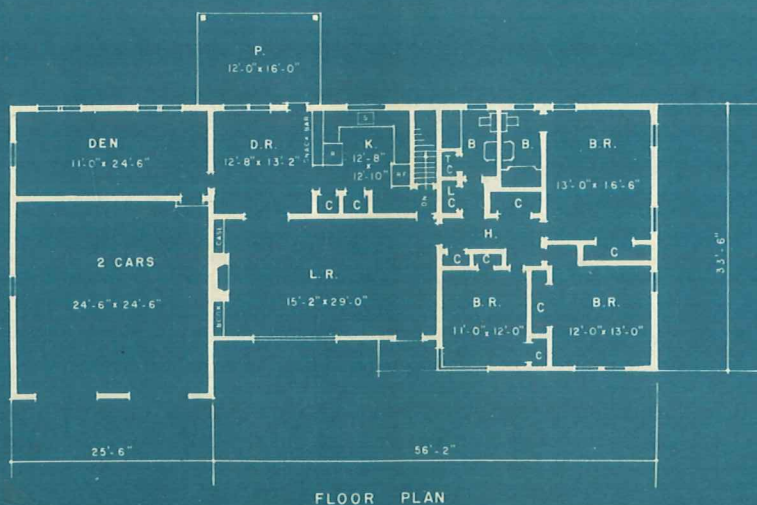 P.
12'-0" x 16'-0"
DEN
11'-0" x 24'-6"
D.R.
12'-8" x 13'-2"
SNACK BAR
S
R
K.
12'-8"
x
12'-10"
REF
DN
B
B.
T
C
L
C
B.R.
13'-0" x 16'-6"
C
C
C
H.
C
C
C
2 CARS
24'-6" x 24'-6"
CASE
BOOK
L.R.
15'-2" x 29'-0"
B.R.
11'-0" x 12'-0"
C
C
B.R.
12'-0" x 13'-0"
33'-6"
25'-6"
56'-2"
FLOOR PLAN